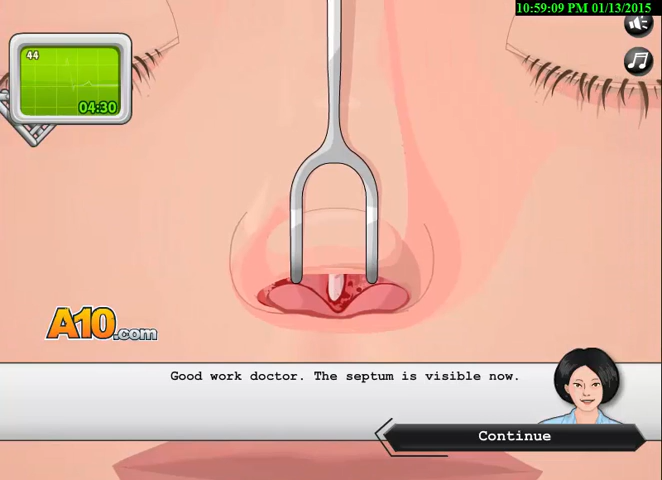 10:59:09 PM 01/13/2015
44
04:30
A10.com
Good work doctor. The septum is visible now.
Continue